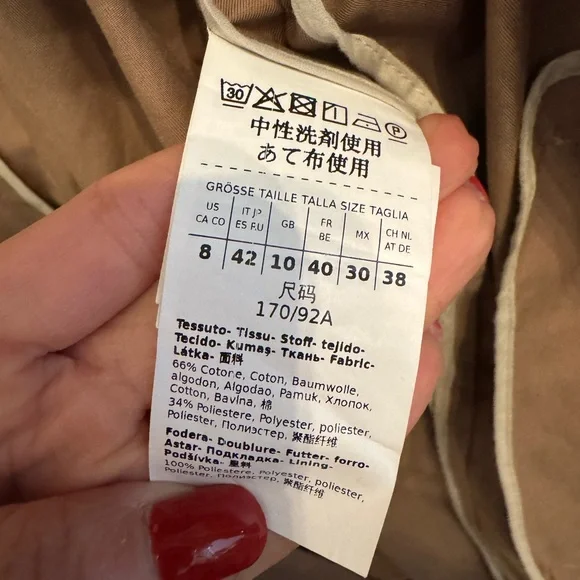 30
中性洗剤使用
あて布使用
GRÖSSE TAILLE TALLA SIZE TAGLIA
US IT JP GB FR MX CH NL
CA CO ES RU BE AT DE
8 42 10 40 30 38
尺码
170/92A
Tessuto- Tissu- Stoff- tejido-
Tecido- Kumaş- Ткань- Fabric-
Látka- 面料
66% Cotone, Coton, Baumwolle,
algodon, Algodao, Pamuk, Хлопок,
Cotton, Bavlna, 棉
34% Poliestere, Polyester, poliester,
Poliester, Полиэстер, 聚酯纤维
Fodera- Doublure- Futter- forro-
Astar- Подкладка- Lining-
Podšívka- 里料
100% Poliestere, Polyester, poliester,
Poliester, Полиэстер, 聚酯纤维